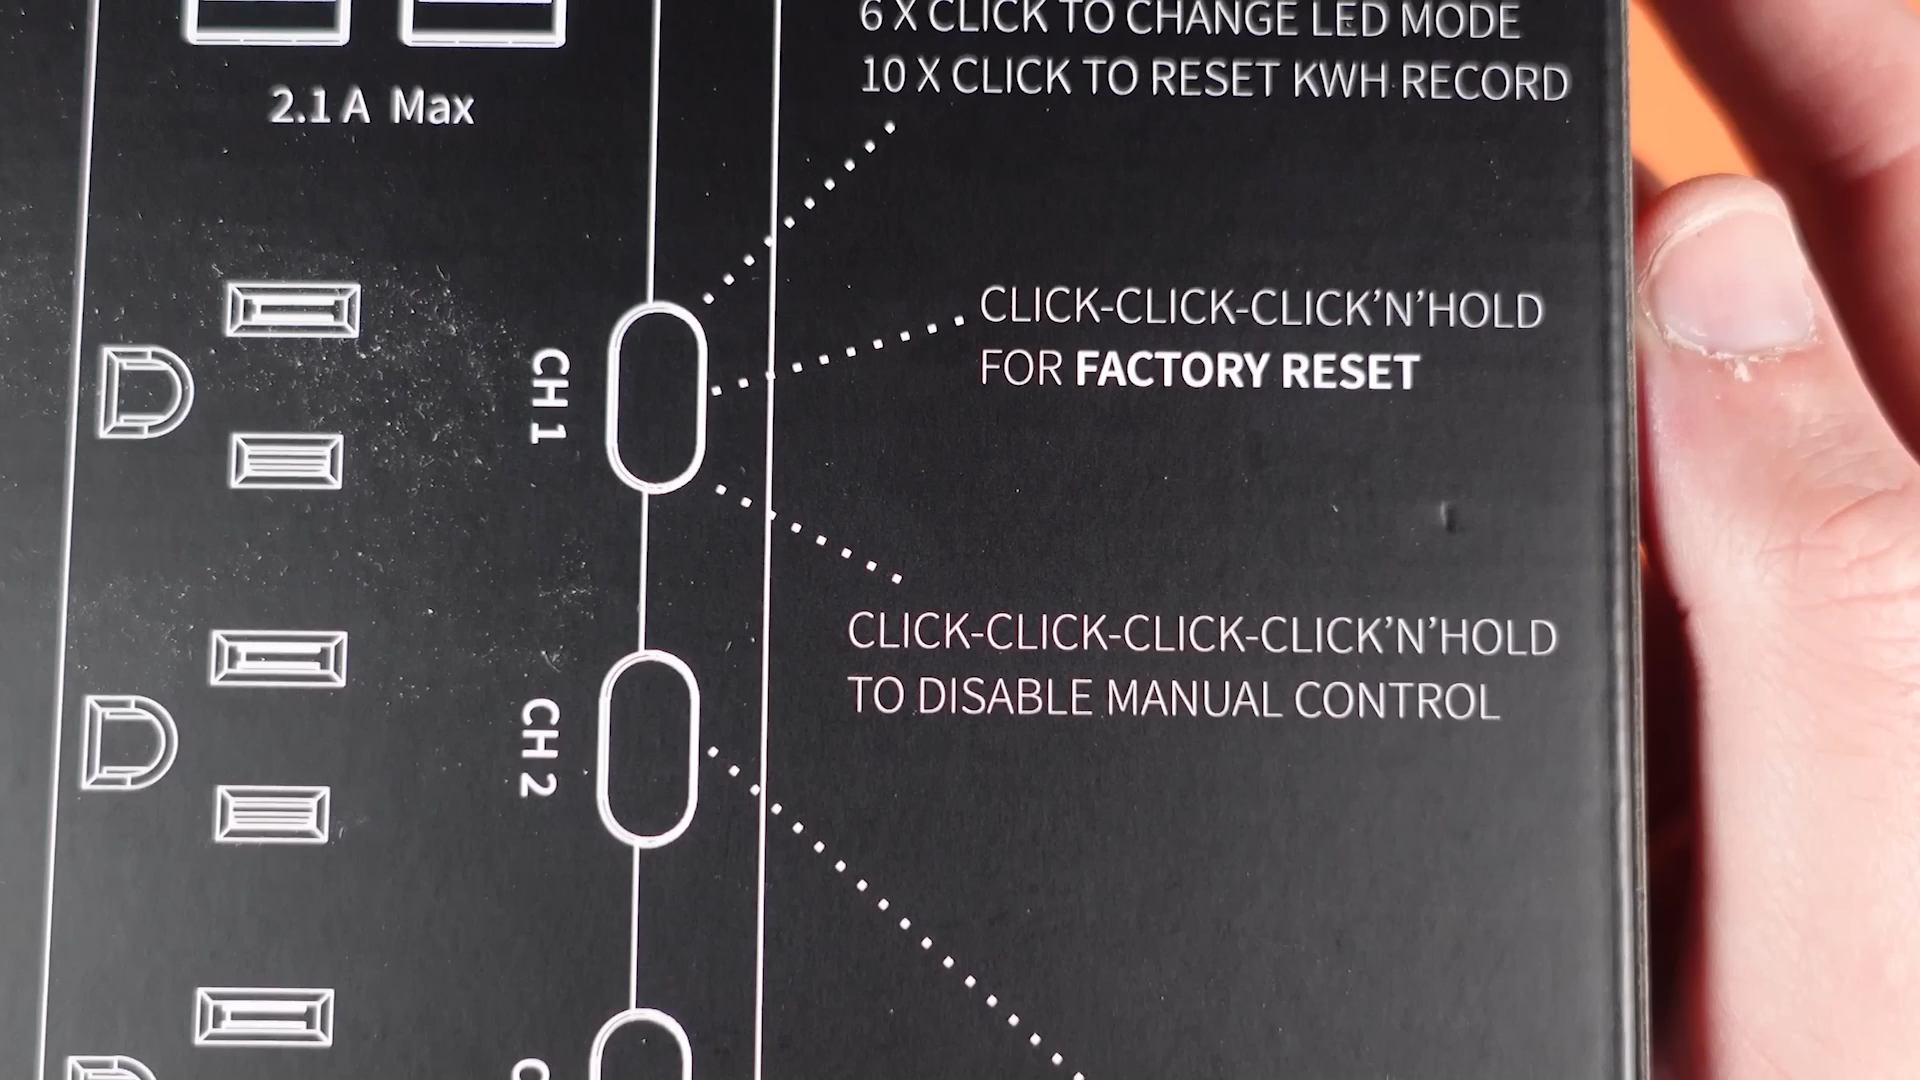 6 X CLICK TO CHANGE LED MODE
10 X CLICK TO RESET KWH RECORD
2.1 A Max
CLICK-CLICK-CLICK’N’HOLD
FOR FACTORY RESET
CH 1
CLICK-CLICK-CLICK-CLICK’N’HOLD
TO DISABLE MANUAL CONTROL
CH 2